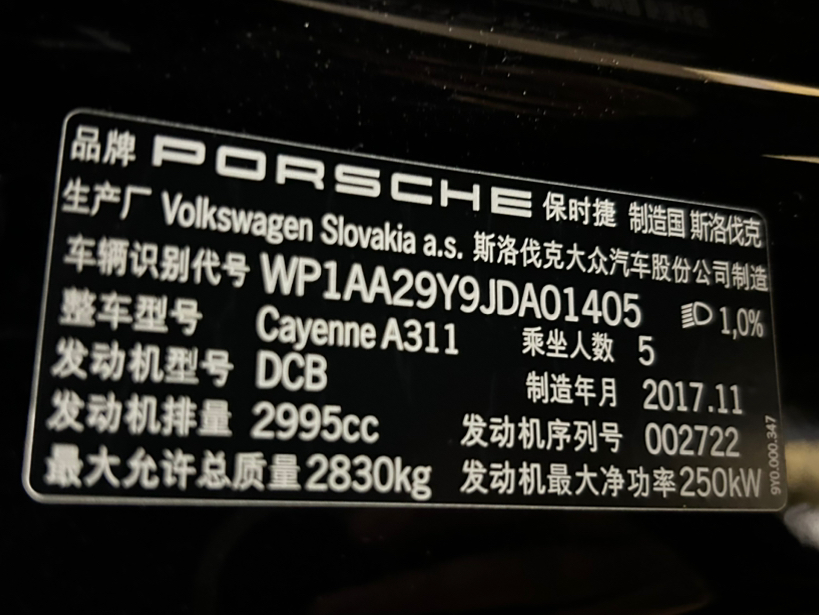 品牌 PORSCHE 保时捷 制造国 斯洛伐克
生产厂 Volkswagen Slovakia a.s. 斯洛伐克大众汽车股份公司制造
车辆识别代号 WP1AA29Y9JDA01405 1,0%
整车型号 Cayenne A311 乘坐人数 5
发动机型号 DCB 制造年月 2017.11
发动机排量 2995cc 发动机序列号 002722
最大允许总质量 2830kg 发动机最大净功率 250kW
9Y0.000.347